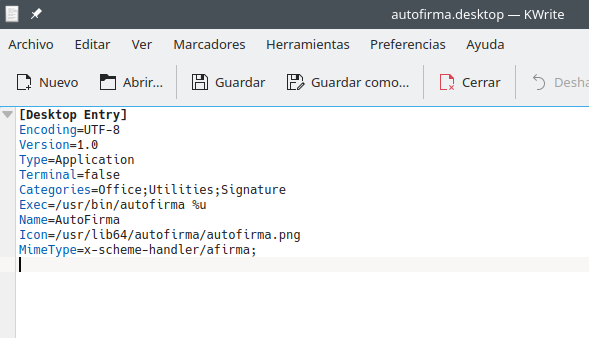 autofirma.desktop — KWrite
Archivo Editar Ver Marcadores Herramientas Preferencias Ayuda
Nuevo Abrir... Guardar Guardar como... Cerrar
[Desktop Entry]
Encoding=UTF-8
Version=1.0
Type=Application
Terminal=false
Categories=Office;Utilities;Signature
Exec=/usr/bin/autofirma %u
Name=AutoFirma
Icon=/usr/lib64/autofirma/autofirma.png
MimeType=x-scheme-handler/afirma;